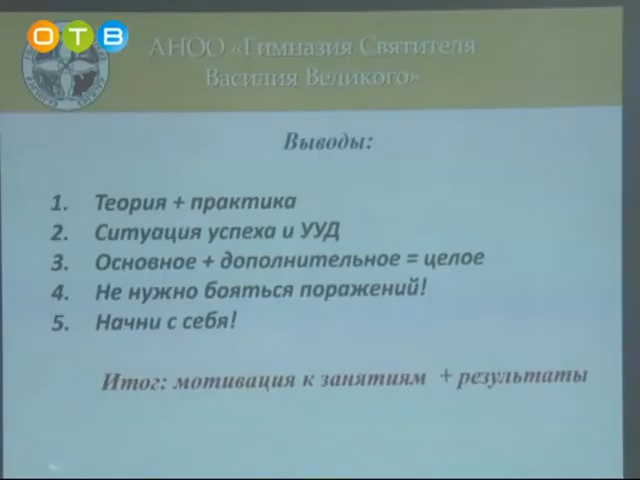 ОТВ
АНОО «Гимназия Святителя
Василия Великого»
Выводы:
1. Теория + практика
2. Ситуация успеха и УУД
3. Основное + дополнительное = целое
4. Не нужно бояться поражений!
5. Начни с себя!
Итог: мотивация к занятиям + результаты